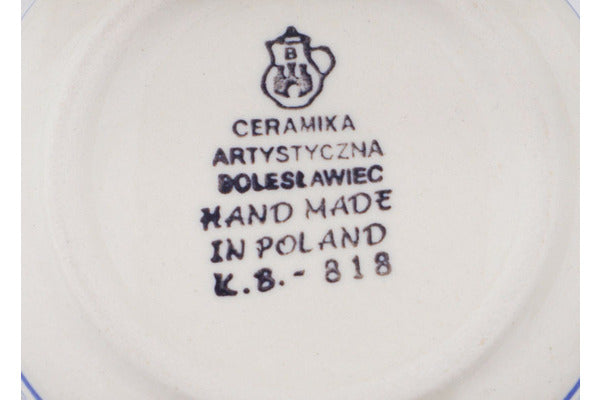 B
CERAMIKA
ARTYSTYCZNA
BOLESŁAWIEC
HAND MADE
IN POLAND
K.8.- 818